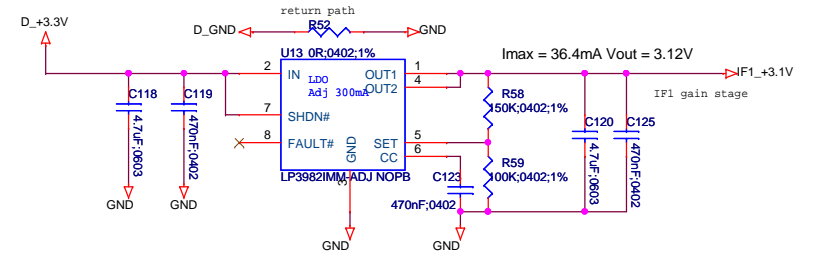 return path
R52
D_GND
GND
D_+3.3V
U13 0R;0402;1%
Imax = 36.4mA Vout = 3.12V
2
IN
LDO
Adj 300mA
OUT1
1
OUT2
4
IF1_+3.1V
IF1 gain stage
C118
4.7uF;0603
C119
470nF;0402
7
SHDN#
8
FAULT#
GND
3
SET
5
CC
6
R58
150K;0402;1%
R59
100K;0402;1%
C120
4.7uF;0603
C125
470nF;0402
C123
470nF;0402
LP3982IMM-ADJ NOPB
GND
GND
GND
GND